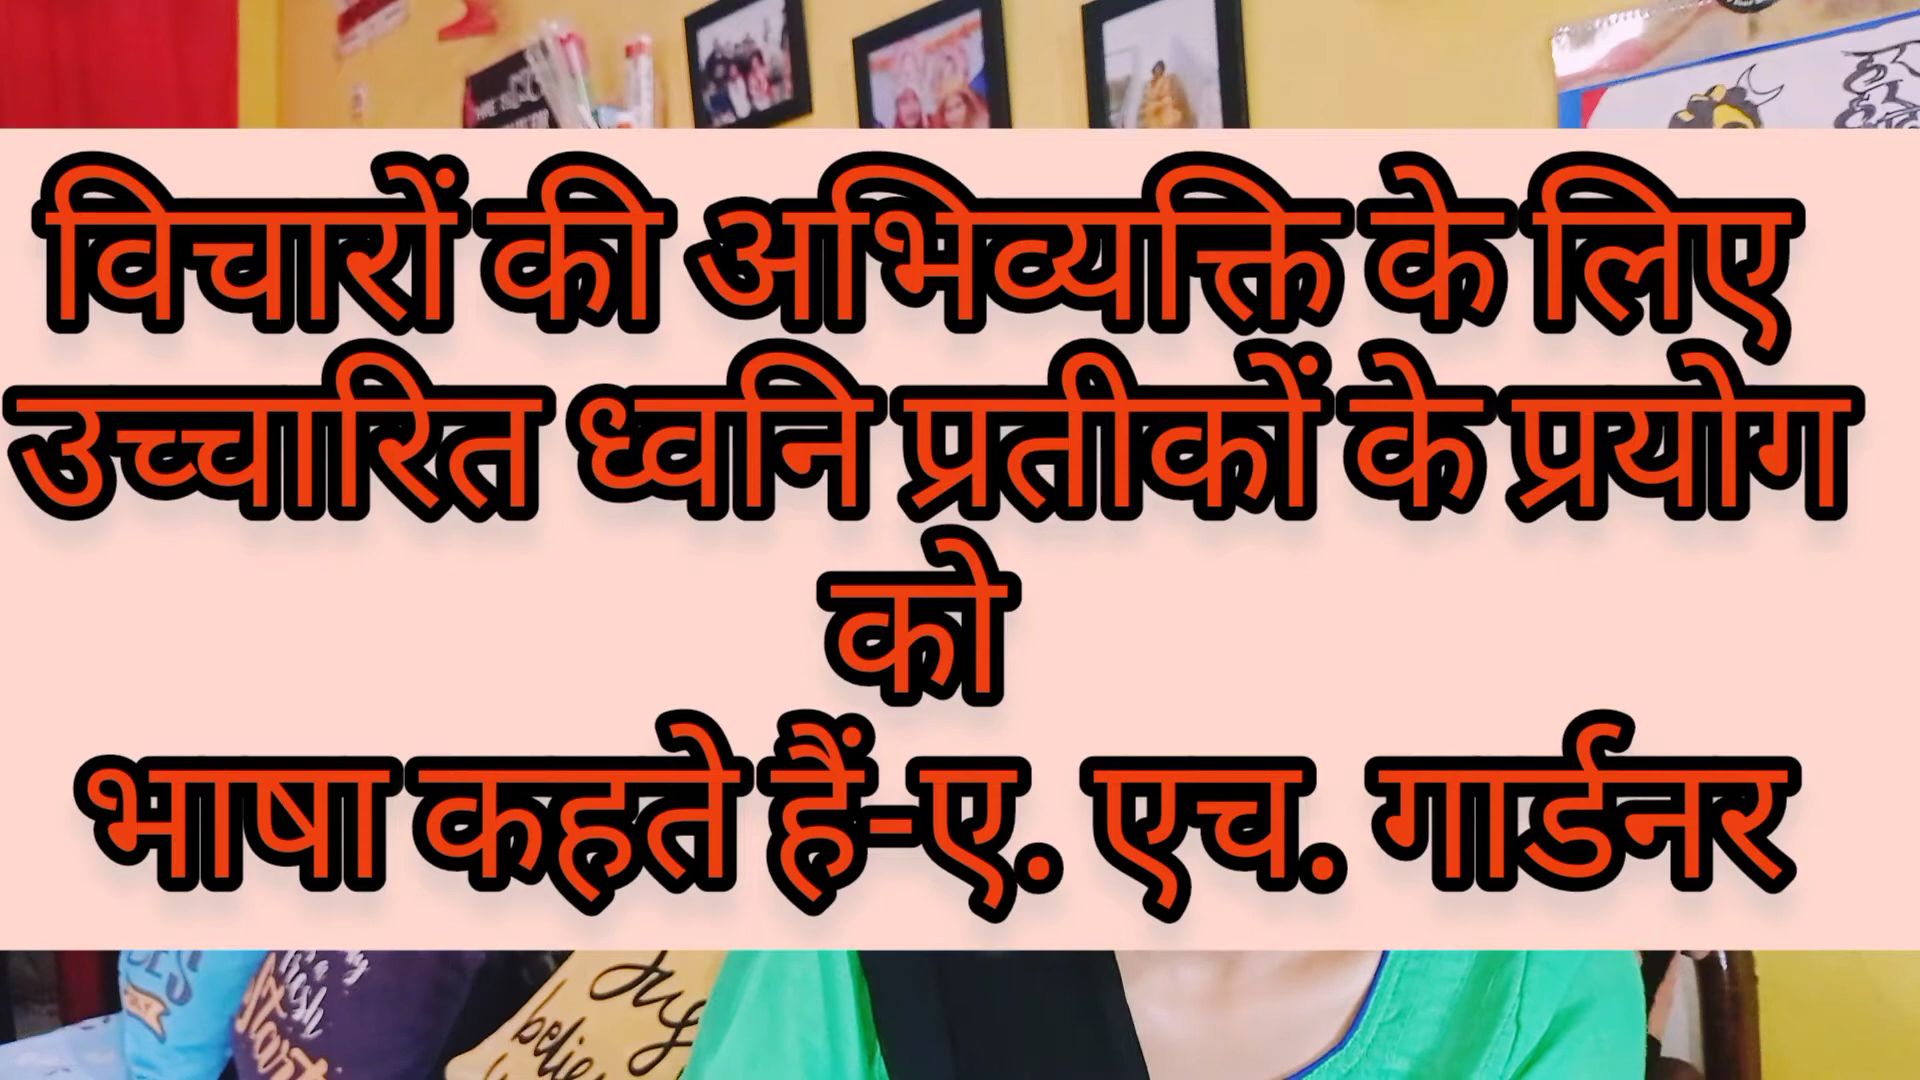 विचारों की अभिव्यक्ति के लिए
उच्चारित ध्वनि प्रतीकों के प्रयोग
को
भाषा कहते हैं-ए. एच. गार्डनर